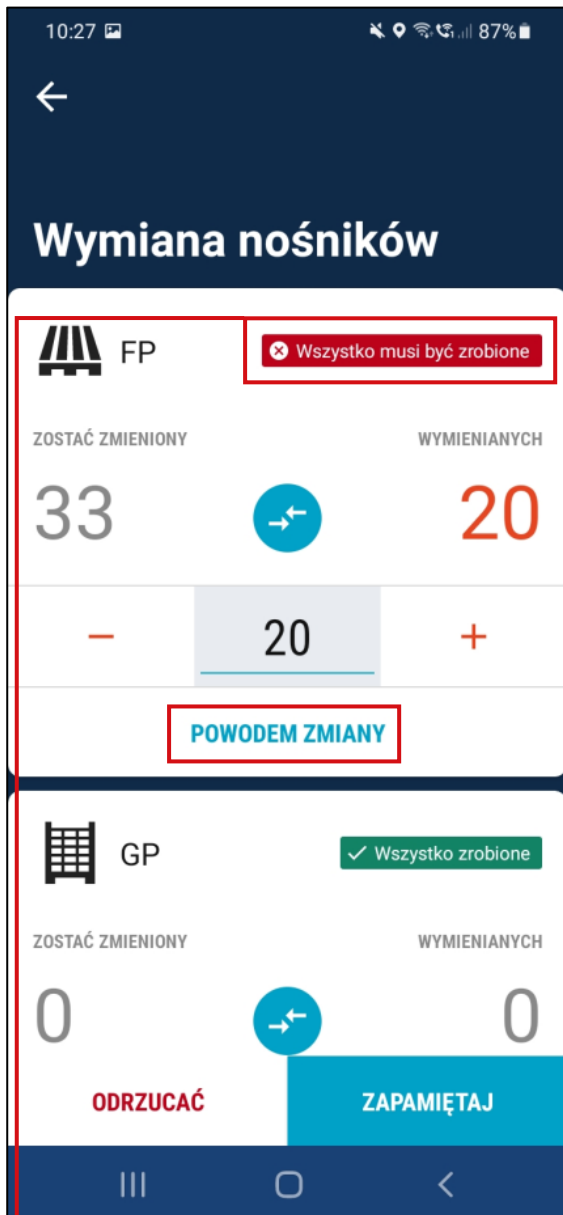 10:27 87%
Wymiana nośników
FP Wszystko musi być zrobione
ZOSTAĆ ZMIENIONY WYMIENIANYCH
33 20
− 20 +
POWODEM ZMIANY
GP Wszystko zrobione
ZOSTAĆ ZMIENIONY WYMIENIANYCH
0 0
ODRZUCAĆ ZAPAMIĘTAJ